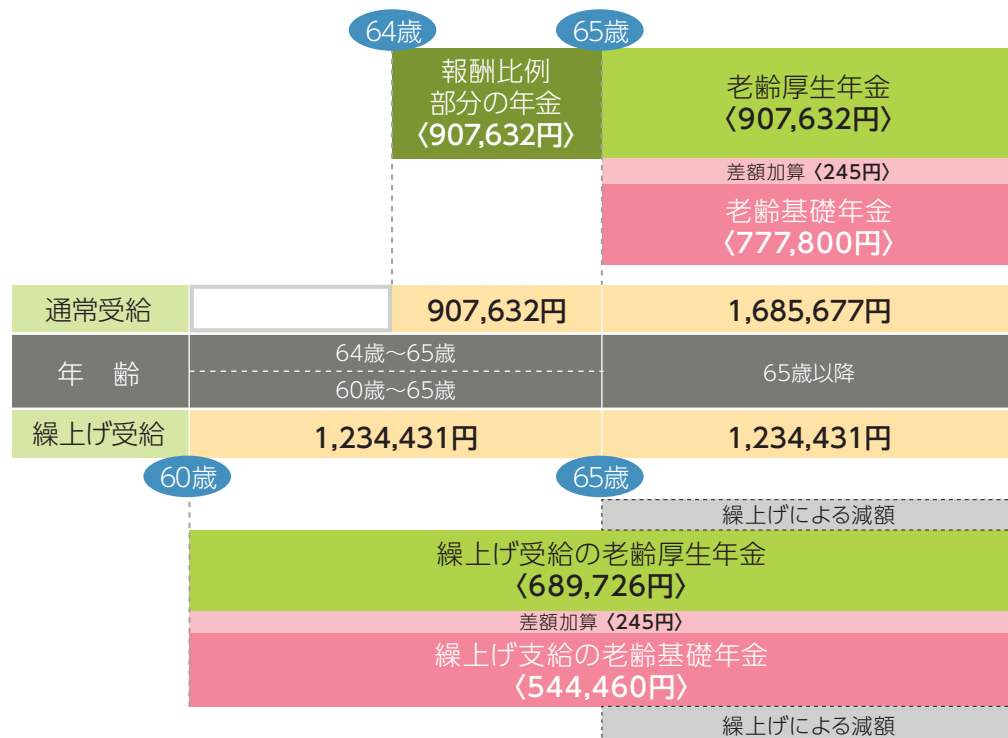 64歳
65歳
報酬比例
部分の年金
〈907,632円〉
老齢厚生年金
〈907,632円〉
差額加算〈245円〉
老齢基礎年金
〈777,800円〉
通常受給
907,632円
1,685,677円
年 齢
64歳〜65歳
60歳〜65歳
65歳以降
繰上げ受給
1,234,431円
1,234,431円
60歳
65歳
繰上げによる減額
繰上げ受給の老齢厚生年金
〈689,726円〉
差額加算〈245円〉
繰上げ支給の老齢基礎年金
〈544,460円〉
繰上げによる減額